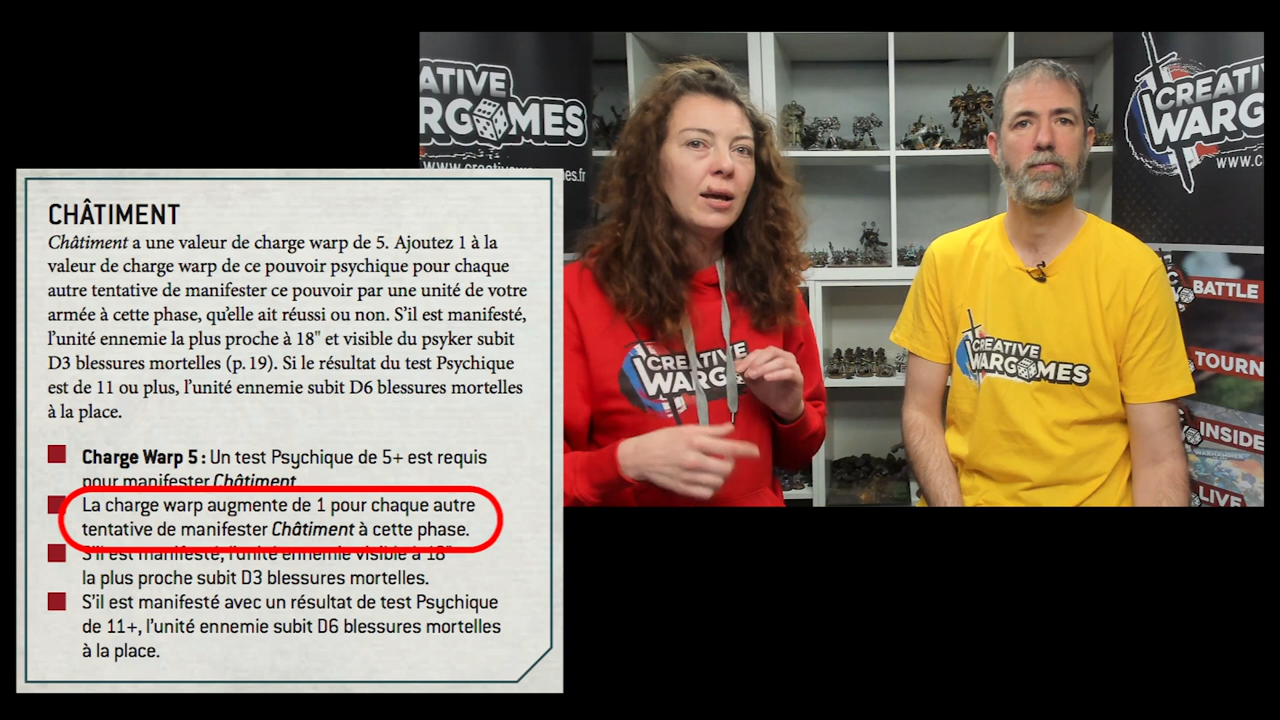 CHÂTIMENT
Châtiment a une valeur de charge warp de 5. Ajoutez 1 à la
valeur de charge warp de ce pouvoir psychique pour chaque
autre tentative de manifester ce pouvoir par une unité de votre
armée à cette phase, qu'elle ait réussi ou non. S'il est manifesté,
l'unité ennemie la plus proche à 18" et visible du psyker subit
D3 blessures mortelles (p. 19). Si le résultat du test Psychique
est de 11 ou plus, l'unité ennemie subit D6 blessures mortelles
à la place.
Charge Warp 5 : Un test Psychique de 5+ est requis
pour manifester Châtiment
La charge warp augmente de 1 pour chaque autre
tentative de manifester Châtiment à cette phase.
S'il est manifesté, l'unité ennemie visible à 18"
la plus proche subit D3 blessures mortelles.
S'il est manifesté avec un résultat de test Psychique
de 11+, l'unité ennemie subit D6 blessures mortelles
à la place.
ATIVE
RGAMES
CREATIVE
WARG
CREATIVE
WARGAMES
CREATI
WARG
www.c
BATTLE
TOURN
INSIDE
LIVE